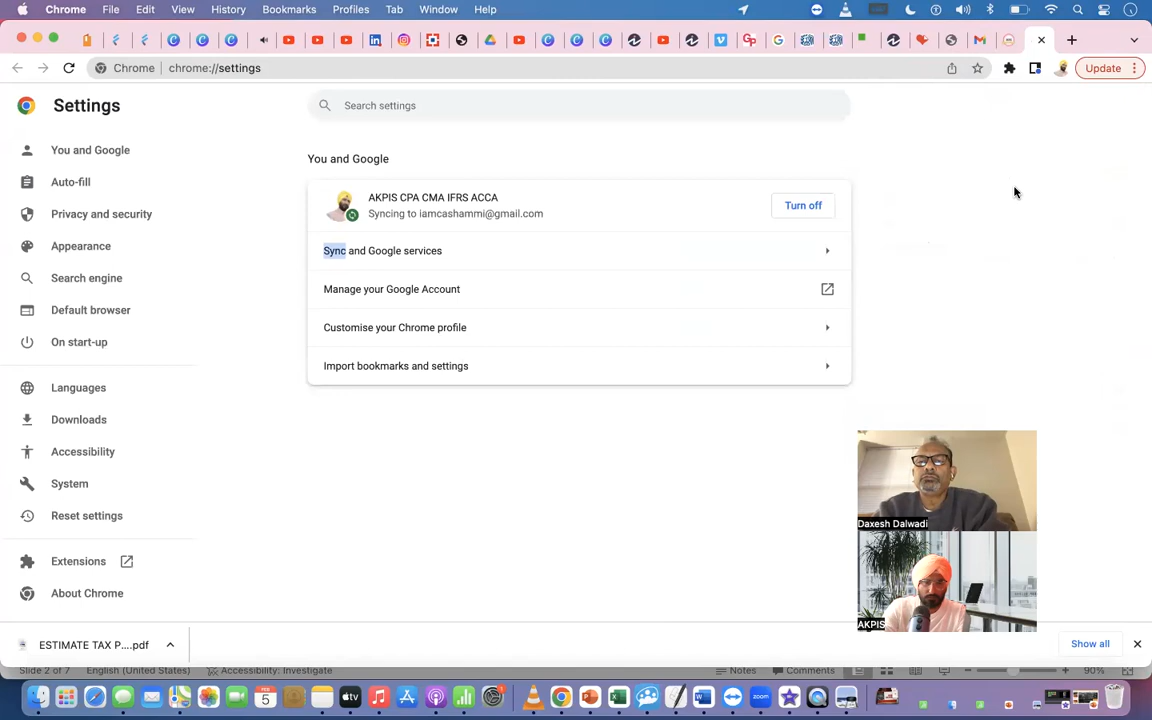 Chrome File Edit View History Bookmarks Profiles Tab Window Help
Chrome chrome://settings Update
Settings
Search settings
You and Google
Auto-fill
Privacy and security
Appearance
Search engine
Default browser
On start-up
Languages
Downloads
Accessibility
System
Reset settings
Extensions
About Chrome
You and Google
AKPIS CPA CMA IFRS ACCA
Syncing to iamcashammi@gmail.com
Turn off
Sync and Google services
Manage your Google Account
Customise your Chrome profile
Import bookmarks and settings
Daxesh Dalwadi
AKPIS
ESTIMATE TAX P....pdf
Show all
Slide 2 of 7 English (United States) Accessibility: Investigate Notes Comments 90%
FEB
5
tv
zoom